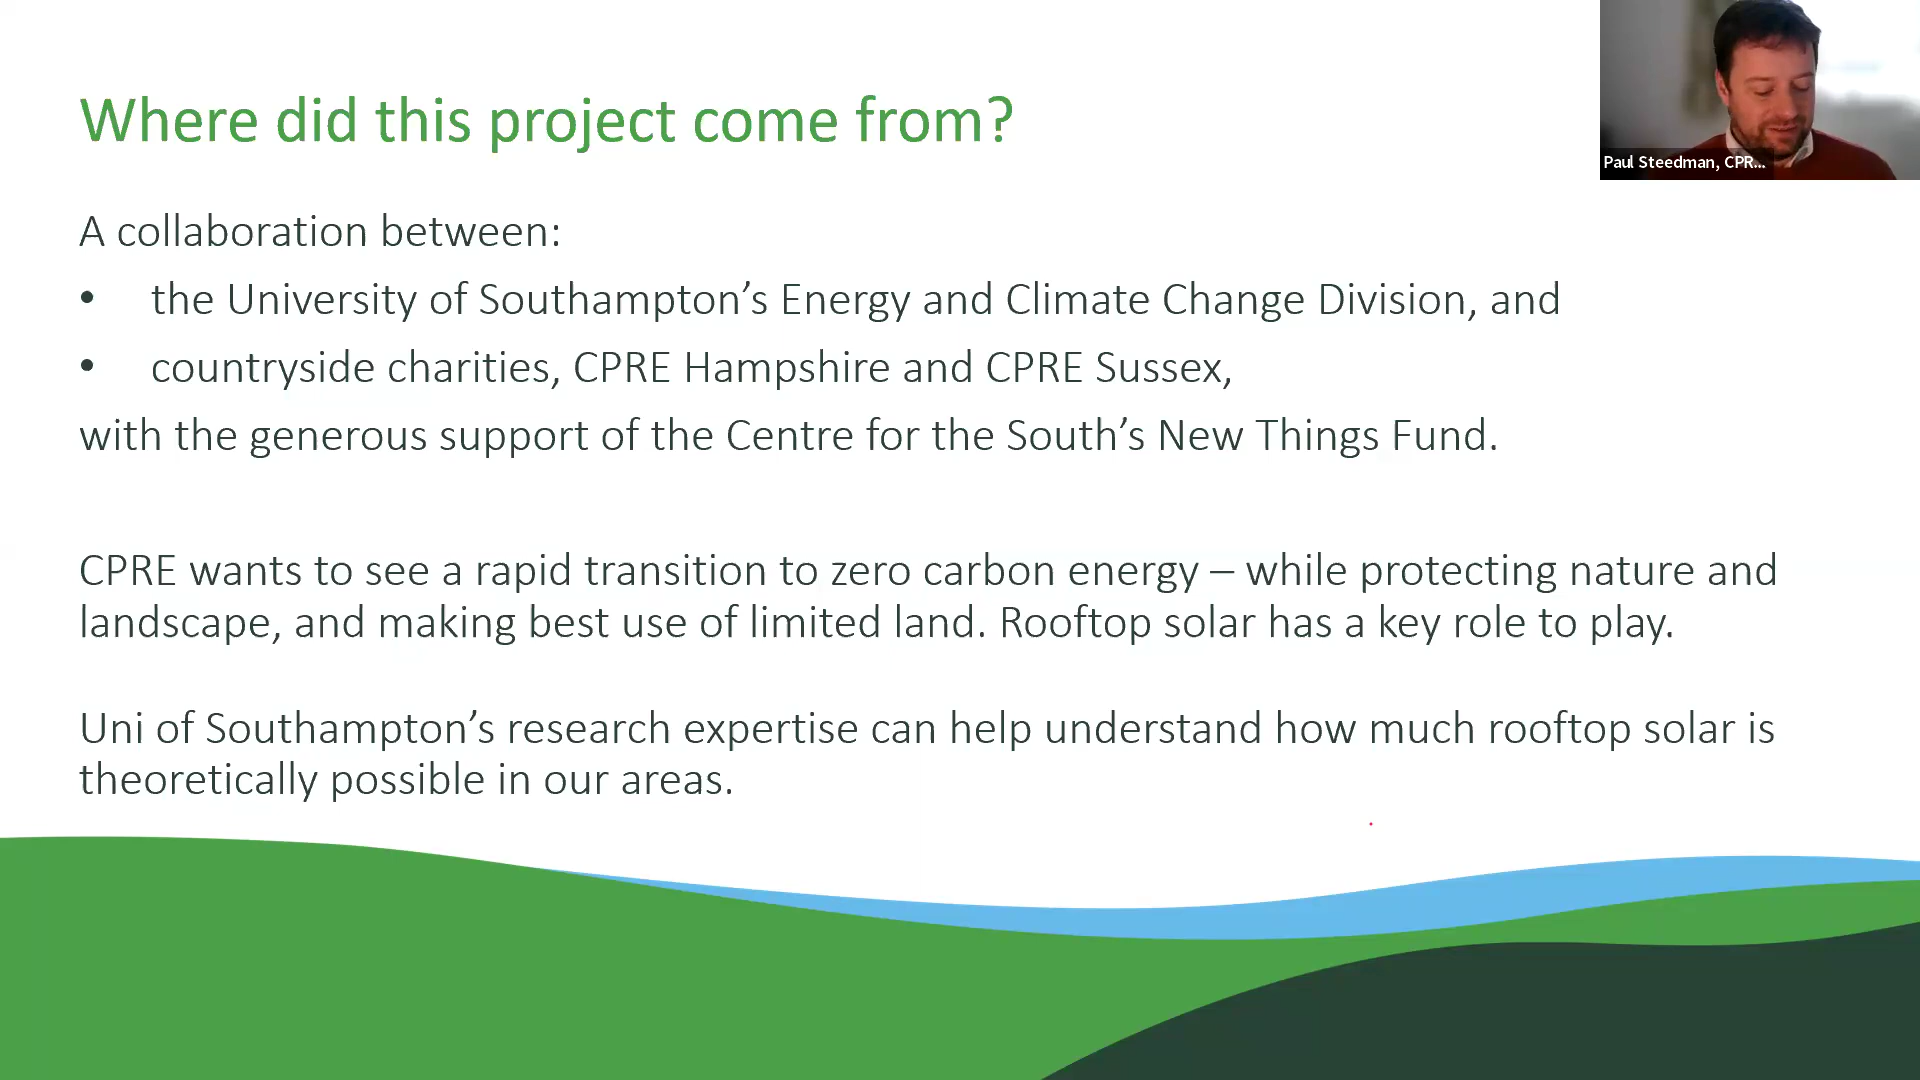 Where did this project come from?
Paul Steedman, CPR...
A collaboration between:
• the University of Southampton’s Energy and Climate Change Division, and
• countryside charities, CPRE Hampshire and CPRE Sussex,
with the generous support of the Centre for the South’s New Things Fund.
CPRE wants to see a rapid transition to zero carbon energy – while protecting nature and
landscape, and making best use of limited land. Rooftop solar has a key role to play.
Uni of Southampton’s research expertise can help understand how much rooftop solar is
theoretically possible in our areas.